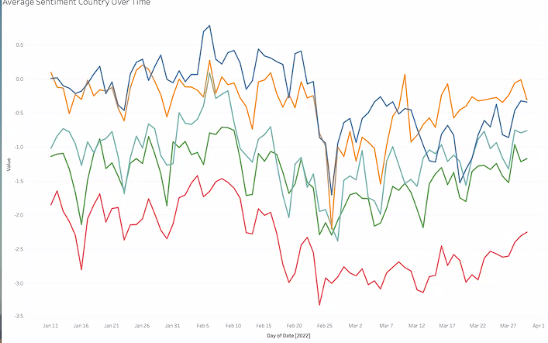 Average Sentiment Country Over Time
0.5
0.0
-0.5
-1.0
-1.5
-2.0
-2.5
-3.0
-3.5
Value
Jan 11 Jan 16 Jan 21 Jan 26 Jan 31 Feb 5 Feb 10 Feb 15 Feb 20 Feb 25 Mar 2 Mar 7 Mar 12 Mar 17 Mar 22 Mar 27 Apr 1
Day of Date [2022]